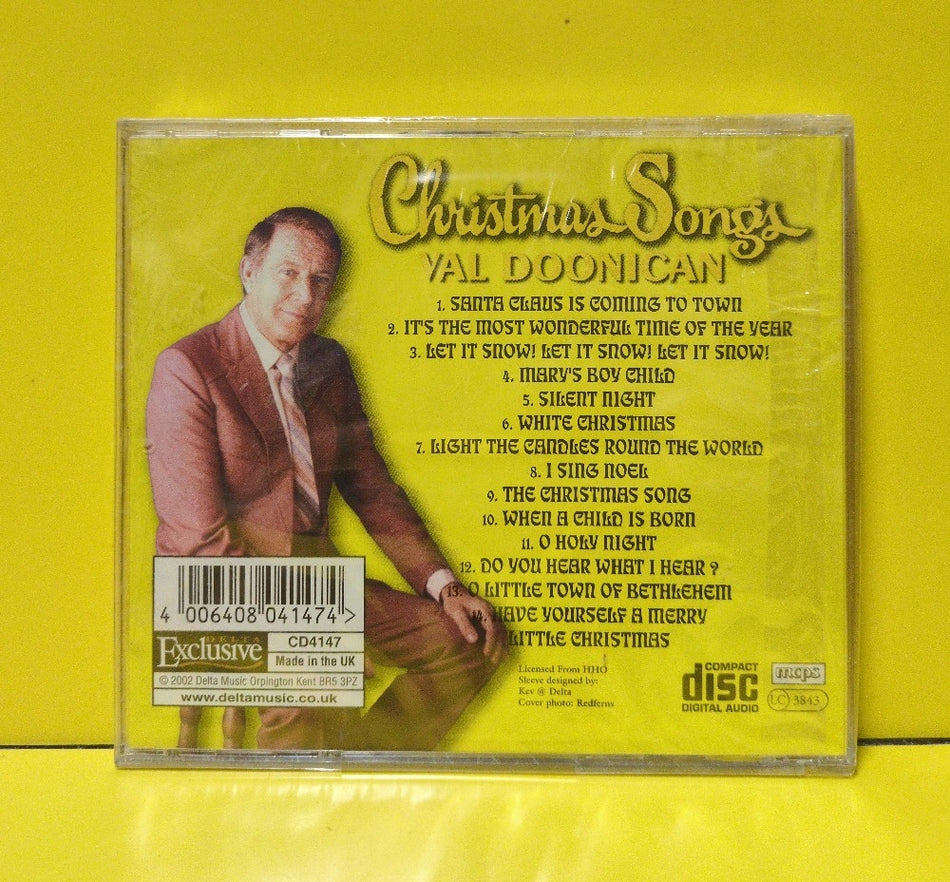 Christmas Songs
VAL DOONICAN
1. SANTA CLAUS IS COMING TO TOWN
2. IT'S THE MOST WONDERFUL TIME OF THE YEAR
3. LET IT SNOW! LET IT SNOW! LET IT SNOW!
4. MARY'S BOY CHILD
5. SILENT NIGHT
6. WHITE CHRISTMAS
7. LIGHT THE CANDLES ROUND THE WORLD
8. I SING NOEL
9. THE CHRISTMAS SONG
10. WHEN A CHILD IS BORN
11. O HOLY NIGHT
12. DO YOU HEAR WHAT I HEAR ?
13. O LITTLE TOWN OF BETHLEHEM
14. HAVE YOURSELF A MERRY
LITTLE CHRISTMAS
4 006408 041474 >
DELTA
Exclusive
CD4147
Made in the UK
© 2002 Delta Music Orpington Kent BR5 3PZ
www.deltamusic.co.uk
Licensed From HHO
Sleeve designed by:
Kev @ Delta
Cover photo: Redferns
COMPACT
disc
DIGITAL AUDIO
mcps
LC 3843